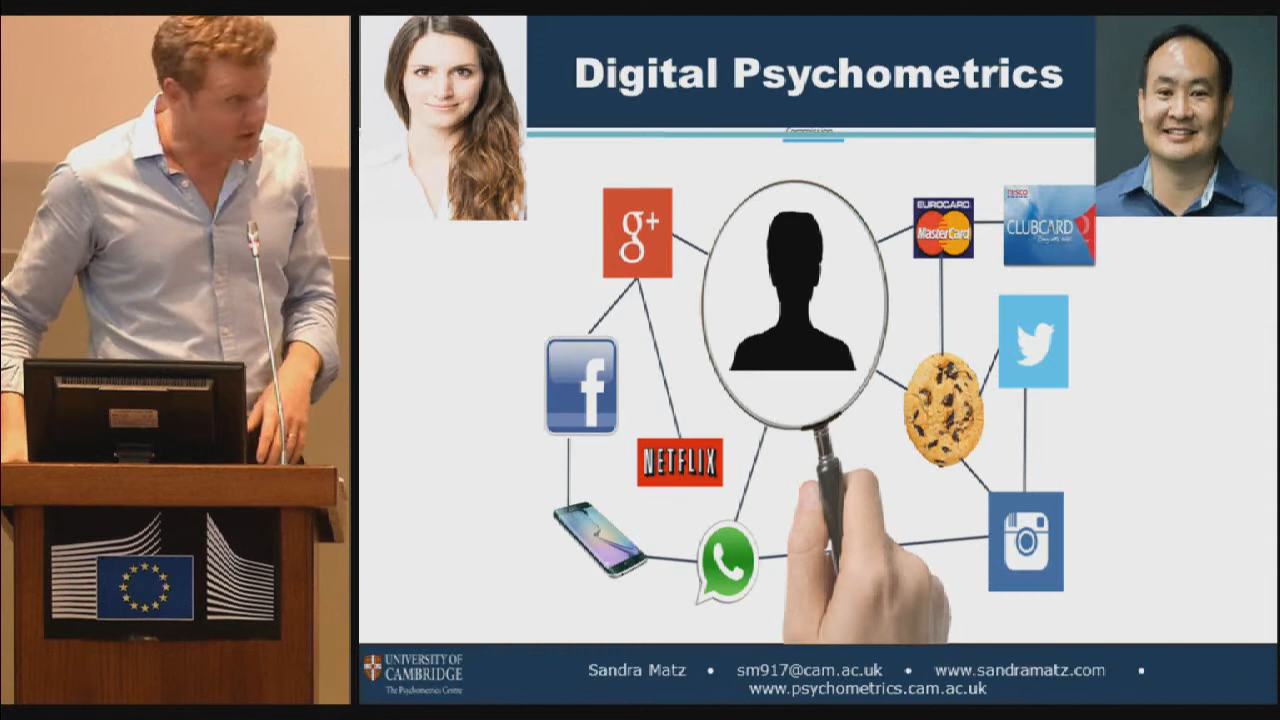 Digital Psychometrics
Commission
g+
EUROCARD
MasterCard
TESCO
CLUBCARD
f
NETFLIX
UNIVERSITY OF
CAMBRIDGE
The Psychometrics Centre
Sandra Matz • sm917@cam.ac.uk • www.sandramatz.com •
www.psychometrics.cam.ac.uk